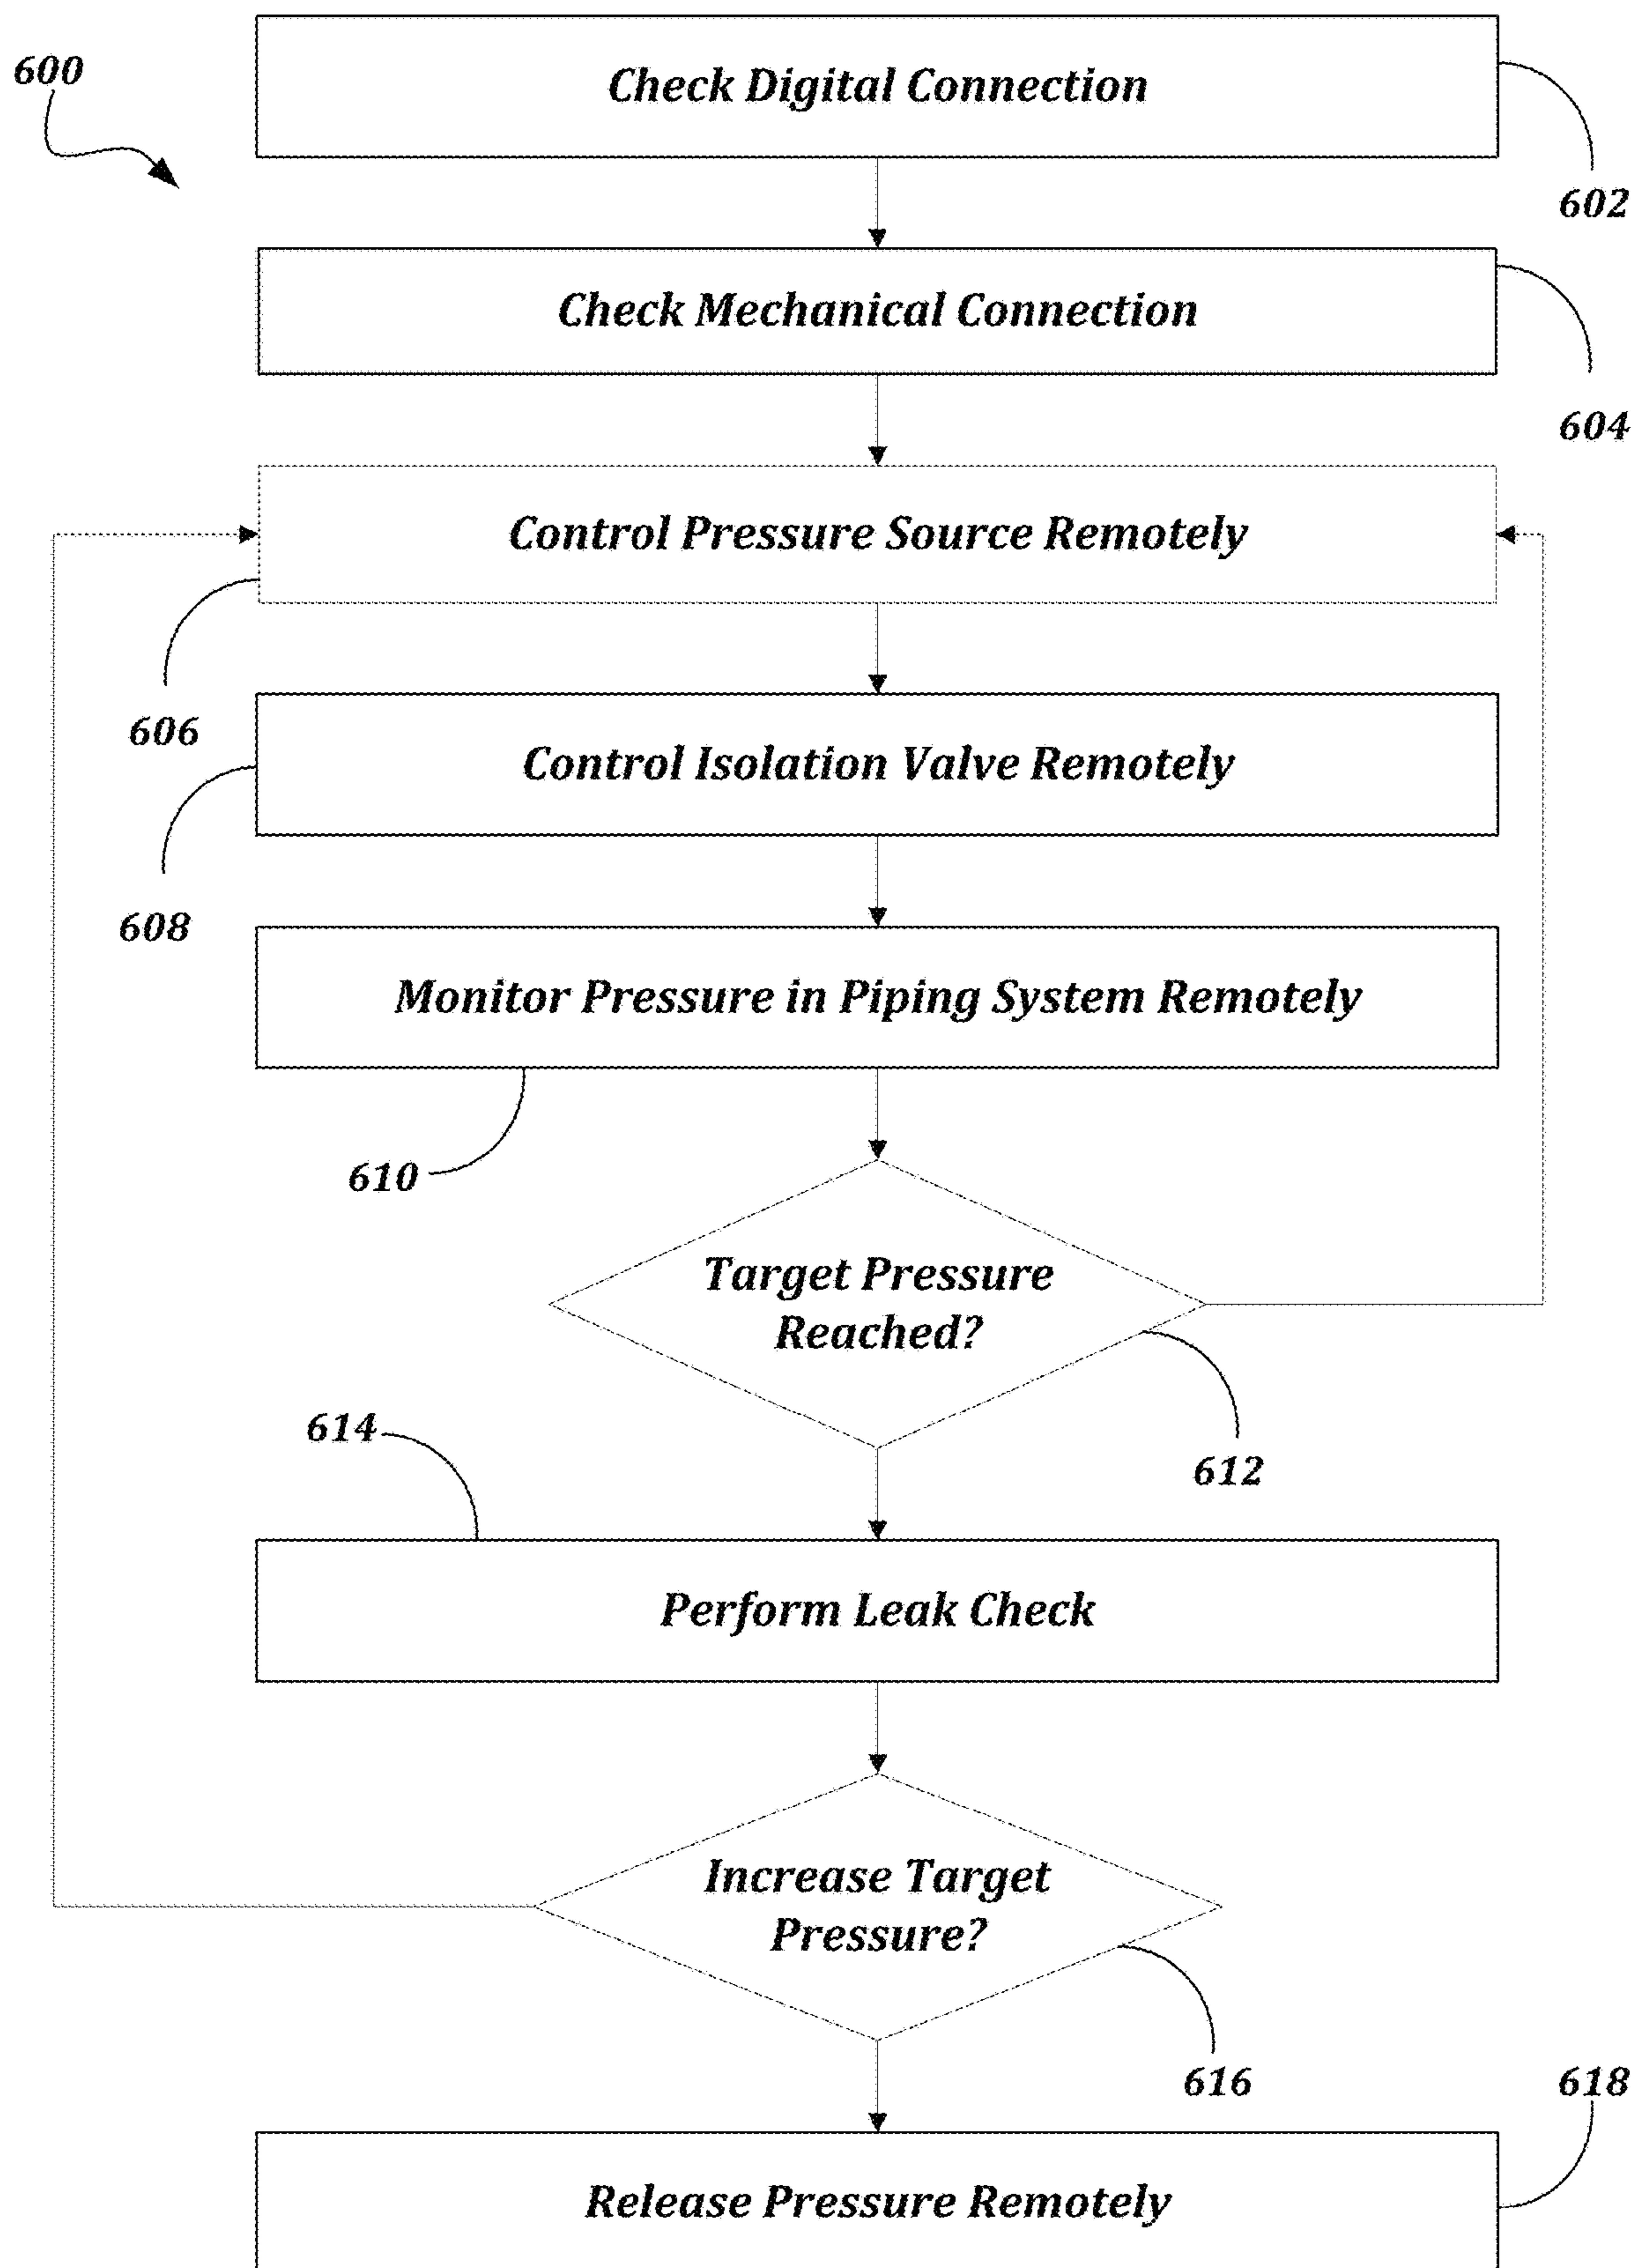 600
Check Digital Connection
602
Check Mechanical Connection
604
Control Pressure Source Remotely
606
Control Isolation Valve Remotely
608
Monitor Pressure in Piping System Remotely
610
Target Pressure
Reached?
612
614
Perform Leak Check
Increase Target
Pressure?
616
618
Release Pressure Remotely